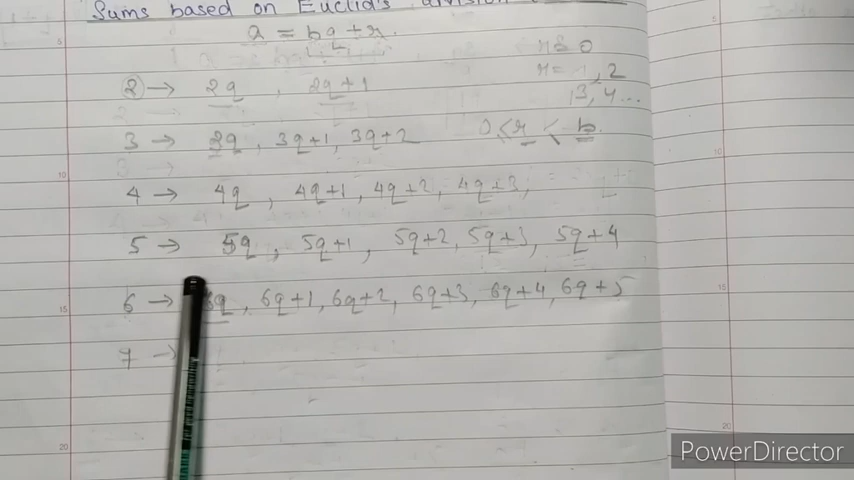 Sums based on Euclid's division
a = bq + r.
r = 0
r = 1, 2
, 3, 4 ...
2 → 2q , 2q+1
3 → 3q , 3q+1 , 3q+2
0 < r < b.
4 → 4q , 4q+1 , 4q+2 , 4q+3 ,
5 → 5q , 5q+1 , 5q+2 , 5q+3 , 5q+4
6 → 6q , 6q+1 , 6q+2 , 6q+3 , 6q+4 , 6q+5
7 →
PowerDirector